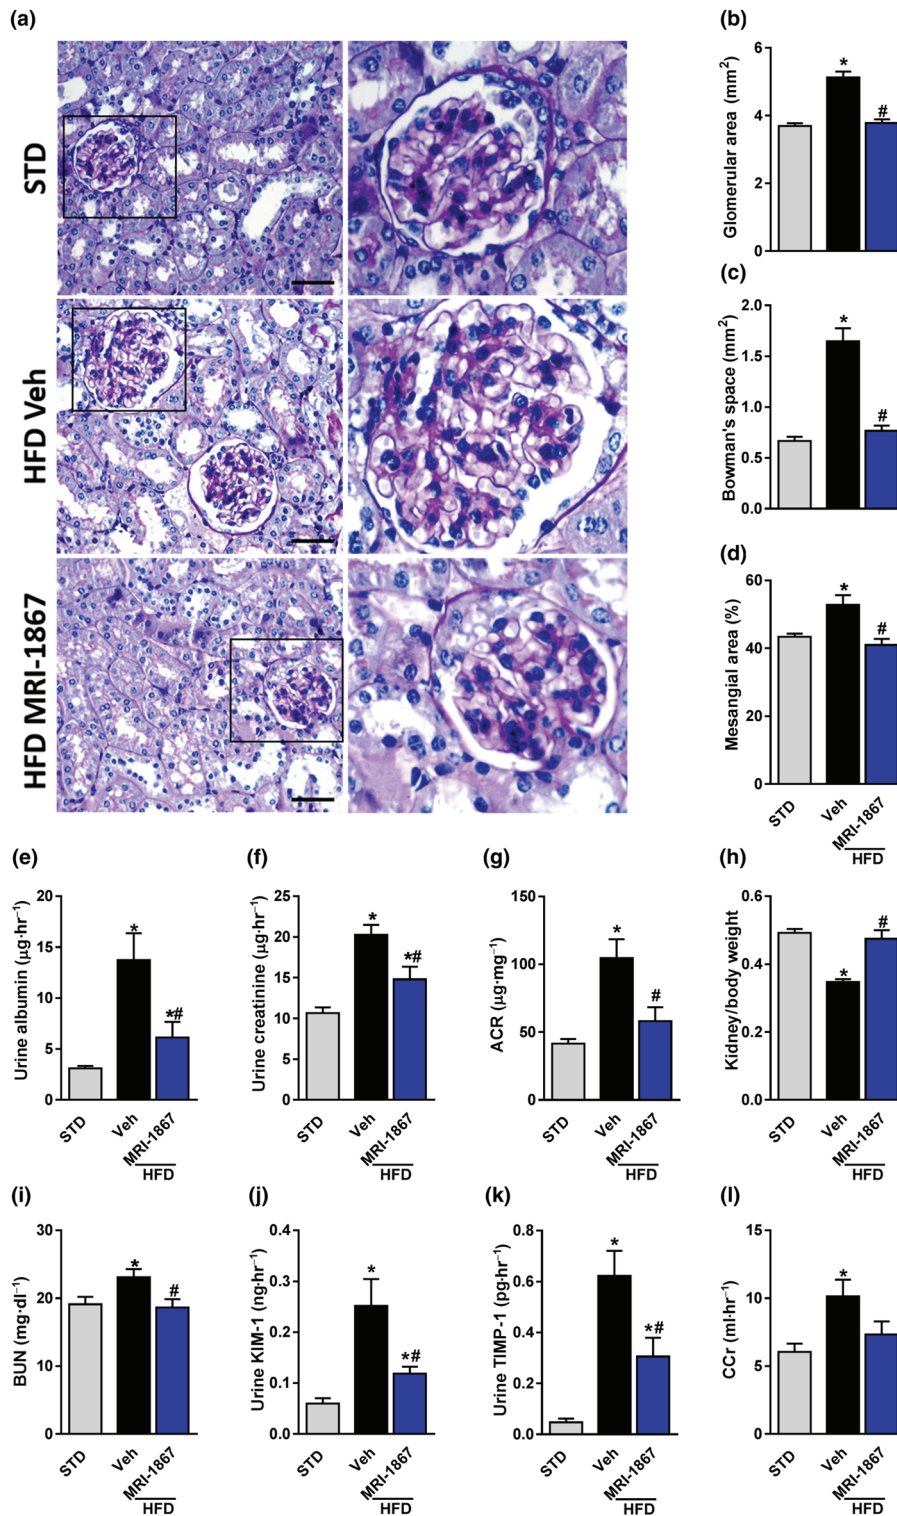 (a)
STD
HFD Veh
HFD MRI-1867
(b)
Glomerular area (mm²)
6
4
2
0
*
#
(c)
Bowman's space (mm²)
2.0
1.5
1.0
0.5
0.0
*
#
(d)
Mesangial area (%)
60
40
20
0
*
#
STD
Veh
MRI-1867
HFD
(e)
Urine albumin (µg·hr⁻¹)
20
15
10
5
0
*
*#
STD
Veh
MRI-1867
HFD
(f)
Urine creatinine (µg·hr⁻¹)
25
20
15
10
5
0
*
*#
STD
Veh
MRI-1867
HFD
(g)
ACR (µg·mg⁻¹)
150
100
50
0
*
#
STD
Veh
MRI-1867
HFD
(h)
Kidney/body weight
0.6
0.4
0.2
0.0
*
#
STD
Veh
MRI-1867
HFD
(i)
BUN (mg·dl⁻¹)
30
20
10
0
*
#
STD
Veh
MRI-1867
HFD
(j)
Urine KIM-1 (ng·hr⁻¹)
0.4
0.3
0.2
0.1
0.0
*
*#
STD
Veh
MRI-1867
HFD
(k)
Urine TIMP-1 (pg·hr⁻¹)
0.8
0.6
0.4
0.2
0.0
*
*#
STD
Veh
MRI-1867
HFD
(l)
CCr (ml·hr⁻¹)
15
10
5
0
*
STD
Veh
MRI-1867
HFD